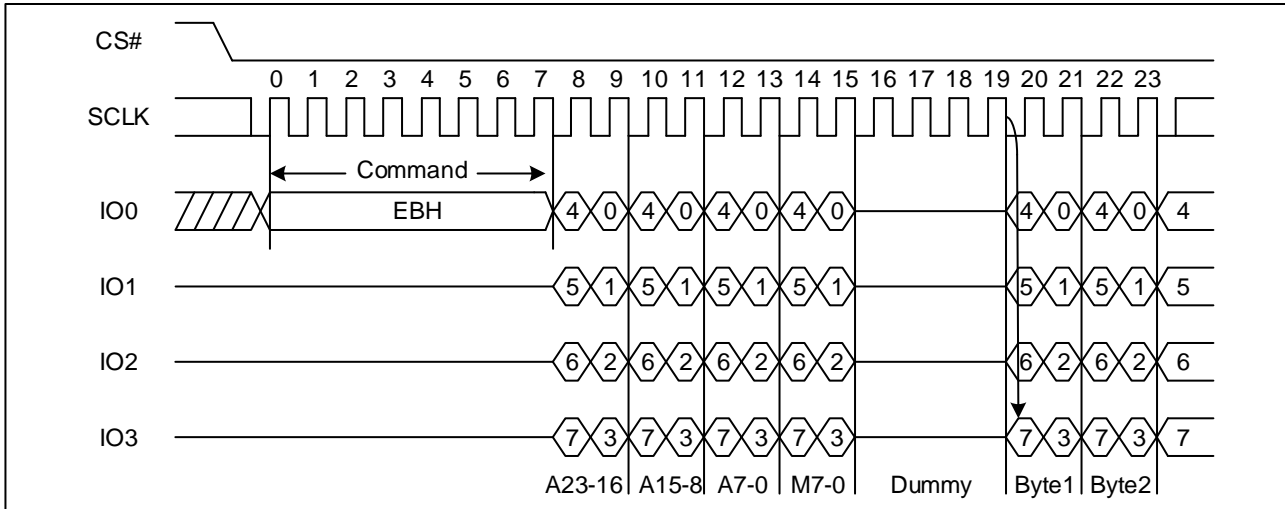 CS#
0 1 2 3 4 5 6 7 8 9 10 11 12 13 14 15 16 17 18 19 20 21 22 23
SCLK
Command
IO0 EBH 4 0 4 0 4 0 4 0 4 0 4 0 4
IO1 5 1 5 1 5 1 5 1 5 1 5 1 5
IO2 6 2 6 2 6 2 6 2 6 2 6 2 6
IO3 7 3 7 3 7 3 7 3 7 3 7 3 7
A23-16 A15-8 A7-0 M7-0 Dummy Byte1 Byte2